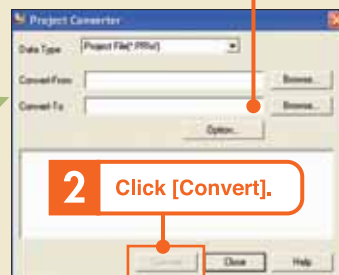 Project Converter
Data Type Project File(*.PRW)
Convert From Browse...
Convert To Browse...
Option...
2 Click [Convert].
Convert Close Help